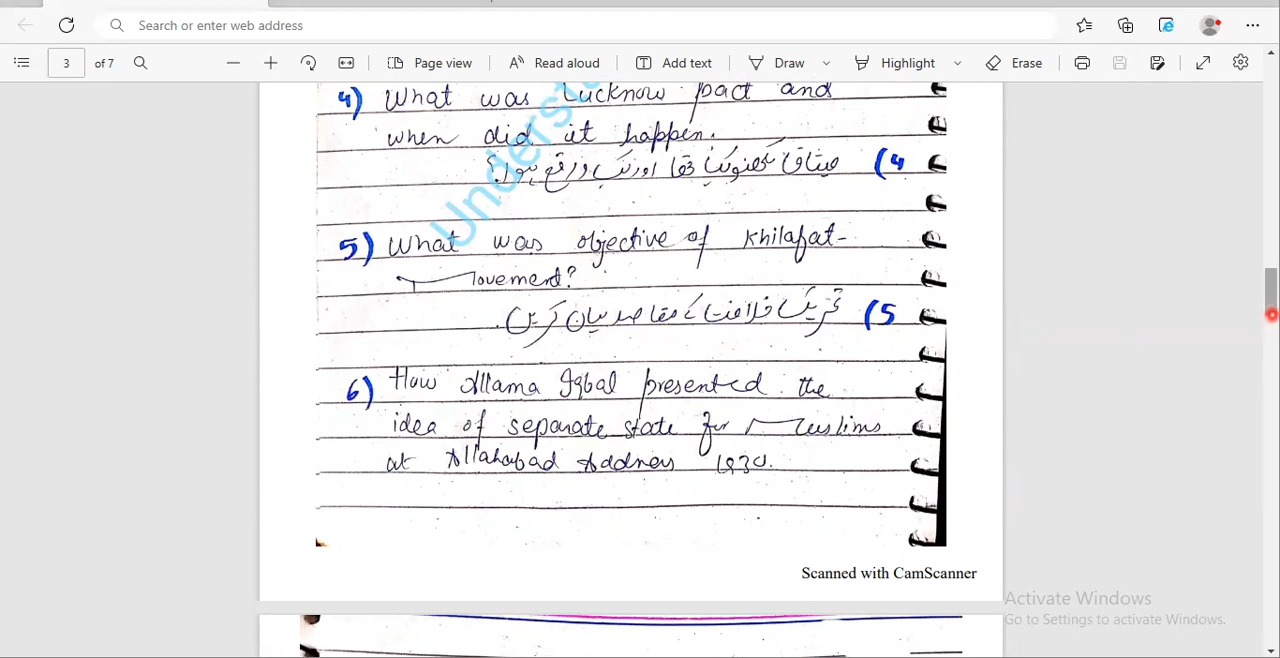 Search or enter web address
3 of 7
Page view
Read aloud
Add text
Draw
Highlight
Erase
4) What was Lucknow pact and
when did it happen.
4) میثاق لکھنو کیا تھا اور کب واقع ہوا؟
5) What was objective of Khilafat-
Movement?
5) تحریک خلافت کے مقاصد بیان کریں.
6) How Allama Iqbal presented the
idea of separate state for Muslims
at Allahabad Address 1930.
Scanned with CamScanner
Activate Windows
Go to Settings to activate Windows.